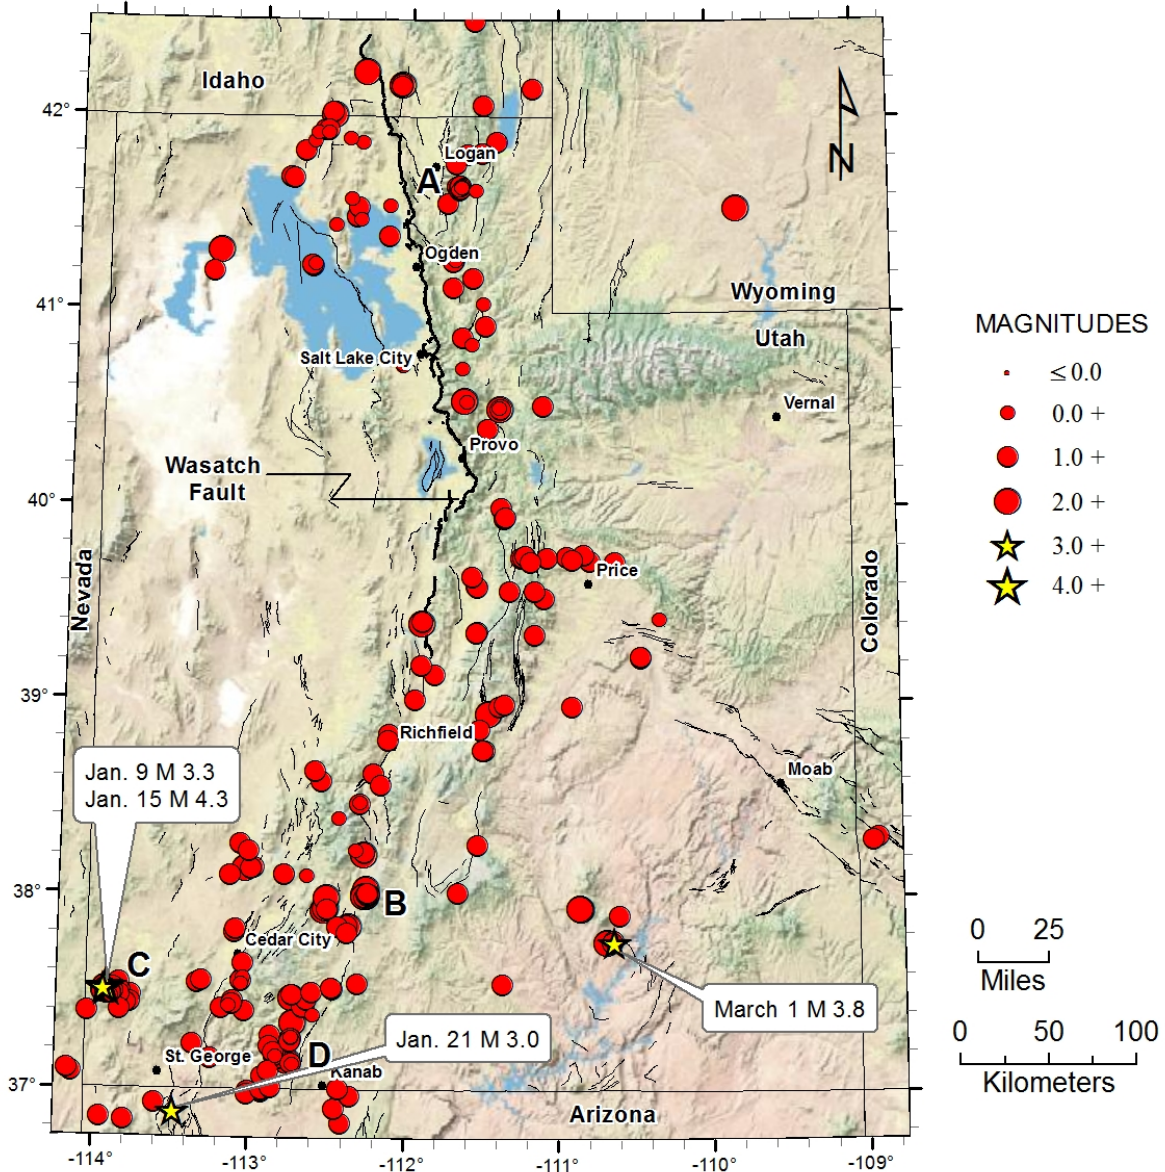 Idaho
42°
Logan
A
Ogden
41°
Wyoming
Utah
Salt Lake City
Vernal
Provo
Wasatch
Fault
40°
Nevada
Price
Colorado
39°
Richfield
Moab
Jan. 9 M 3.3
Jan. 15 M 4.3
38°
B
Cedar City
C
March 1 M 3.8
Jan. 21 M 3.0
D
St. George
Kanab
37°
Arizona
-114°
-113°
-112°
-111°
-110°
-109°
N
MAGNITUDES
≤ 0.0
0.0 +
1.0 +
2.0 +
3.0 +
4.0 +
0 25
Miles
0 50 100
Kilometers